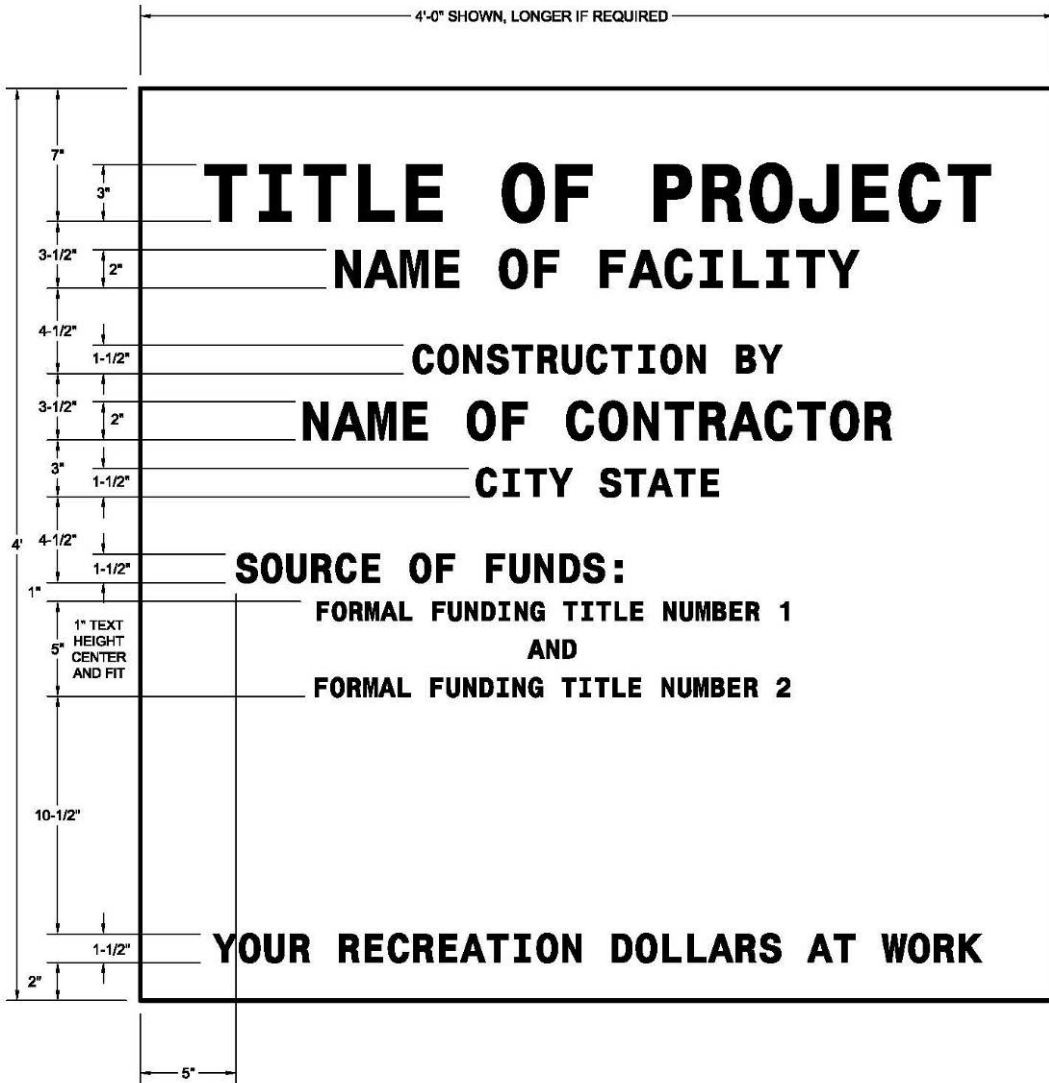 4'-0" SHOWN, LONGER IF REQUIRED
7"
3"
TITLE OF PROJECT
3-1/2"
2"
NAME OF FACILITY
4-1/2"
1-1/2"
CONSTRUCTION BY
3-1/2"
2"
NAME OF CONTRACTOR
3"
1-1/2"
CITY STATE
4'
4-1/2"
1-1/2"
SOURCE OF FUNDS:
1"
5"
1" TEXT
HEIGHT
CENTER
AND FIT
FORMAL FUNDING TITLE NUMBER 1
AND
FORMAL FUNDING TITLE NUMBER 2
10-1/2"
1-1/2"
YOUR RECREATION DOLLARS AT WORK
2"
5"